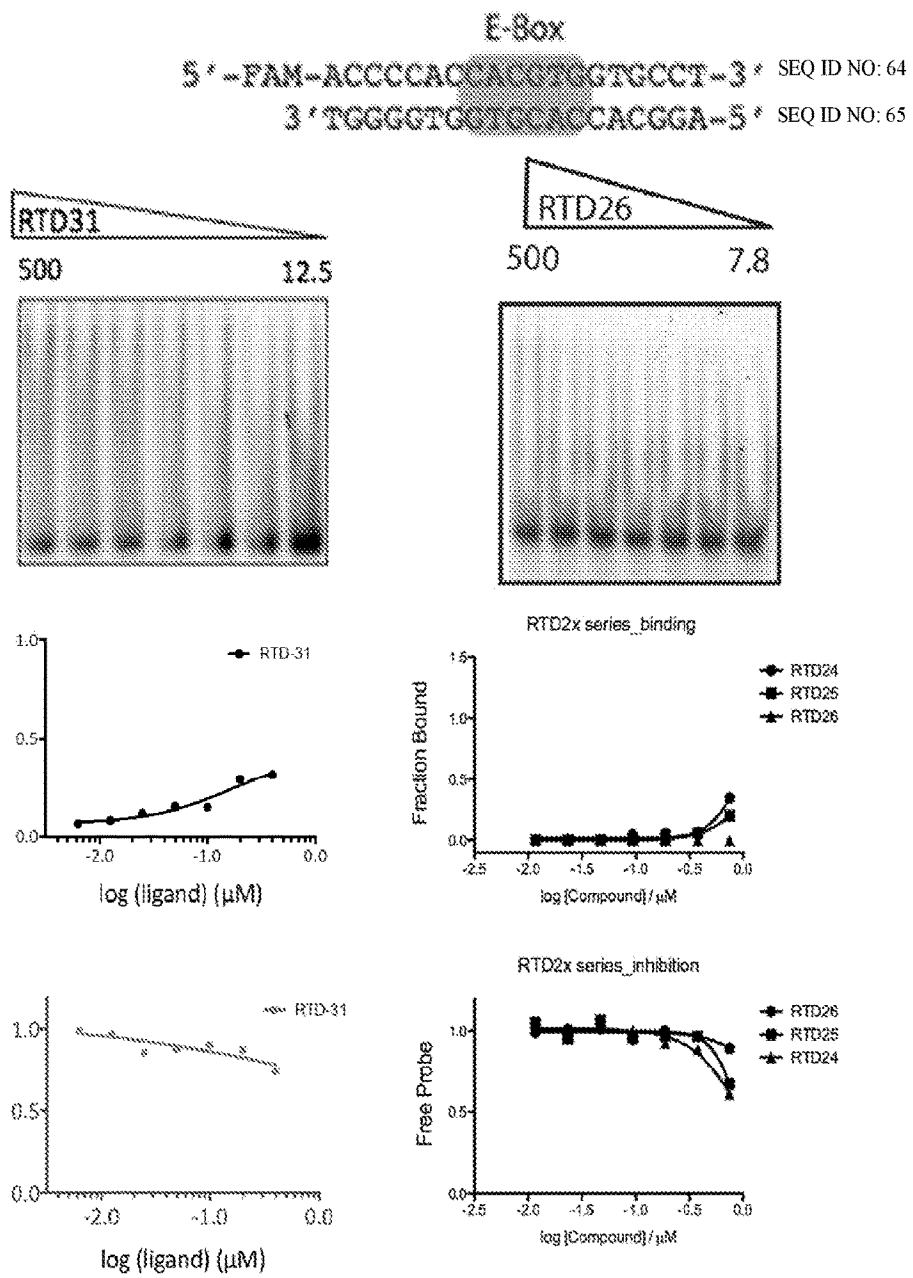 E-Box
5'-FAM-ACCCCACCACGTGGTGCCT-3' SEQ ID NO: 64
3'TGGGGTGGTGCACCACGGA-5' SEQ ID NO: 65
RTD31
500 12.5
RTD26
500 7.8
1.0
0.5
0.0
-2.0 -1.0 0.0
RTD-31
log (ligand) (μM)
RTD2x series_binding
Fraction Bound
1.5
1.0
0.5
0.0
-2.5 -2.0 -1.5 -1.0 -0.5 0.0
log [Compound] / μM
RTD24
RTD25
RTD26
1.0
0.5
0.0
-2.0 -1.0 0.0
RTD-31
log (ligand) (μM)
RTD2x series_inhibition
Free Probe
1.0
0.5
0.0
-2.5 -2.0 -1.5 -1.0 -0.5 0.0
log [Compound] / μM
RTD26
RTD25
RTD24